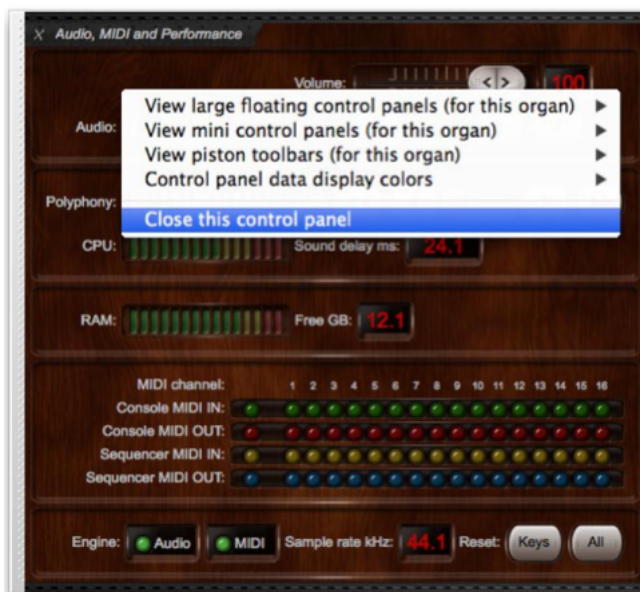 X Audio, MIDI and Performance
Volume: 100
View large floating control panels (for this organ)
Audio:
View mini control panels (for this organ)
View piston toolbars (for this organ)
Control panel data display colors
Polyphony:
Close this control panel
CPU: Sound delay ms: 24.1
RAM: Free GB: 12.1
MIDI channel: 1 2 3 4 5 6 7 8 9 10 11 12 13 14 15 16
Console MIDI IN:
Console MIDI OUT:
Sequencer MIDI IN:
Sequencer MIDI OUT:
Engine: Audio MIDI Sample rate kHz: 44.1 Reset: Keys All